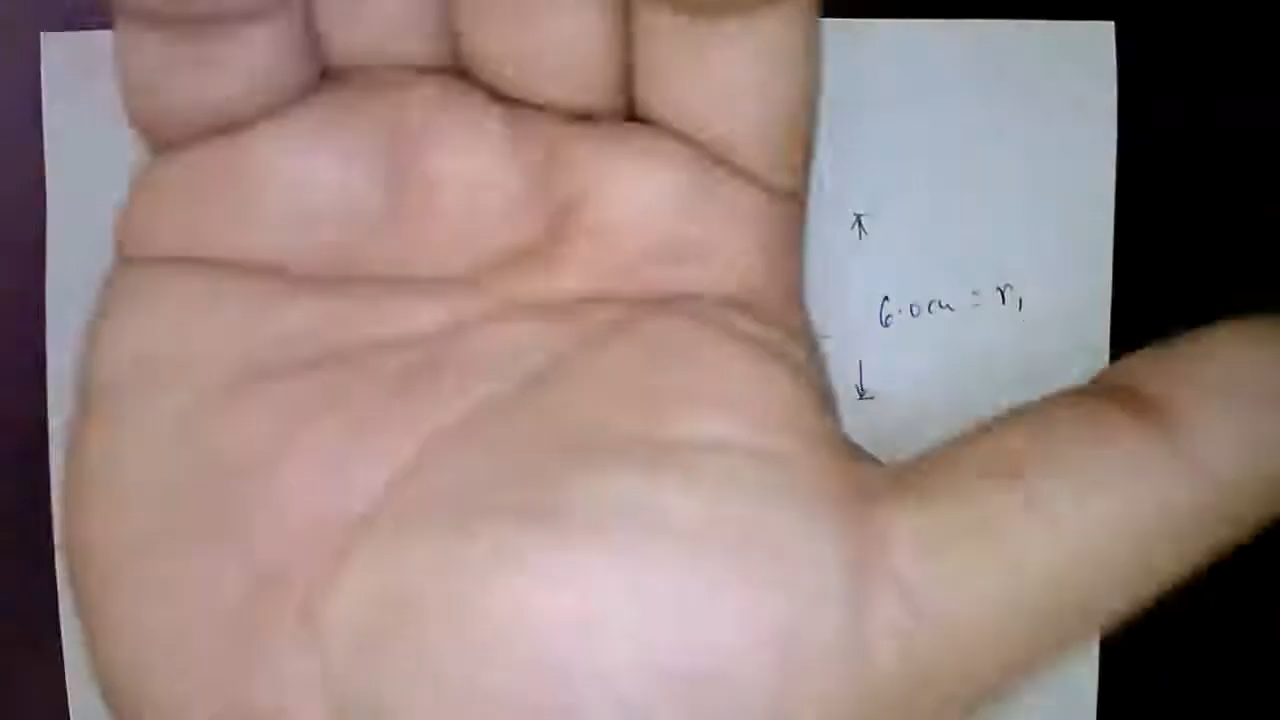 6.0cm = r₁